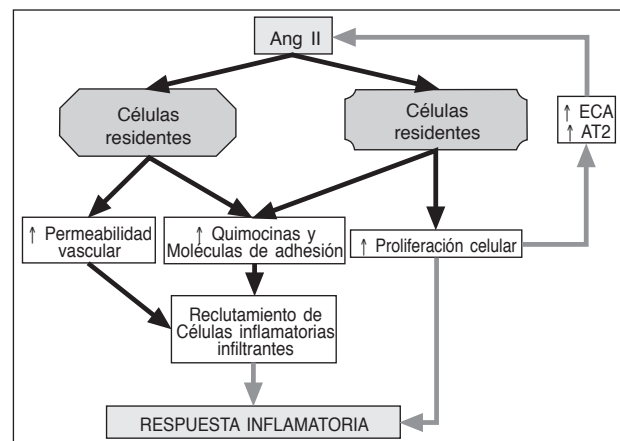 Ang II
Células
residentes
Células
residentes
↑ ECA
↑ AT2
↑ Permeabilidad
vascular
↑ Quimocinas y
Moléculas de adhesión
↑ Proliferación celular
Reclutamiento de
Células inflamatorias
infiltrantes
RESPUESTA INFLAMATORIA